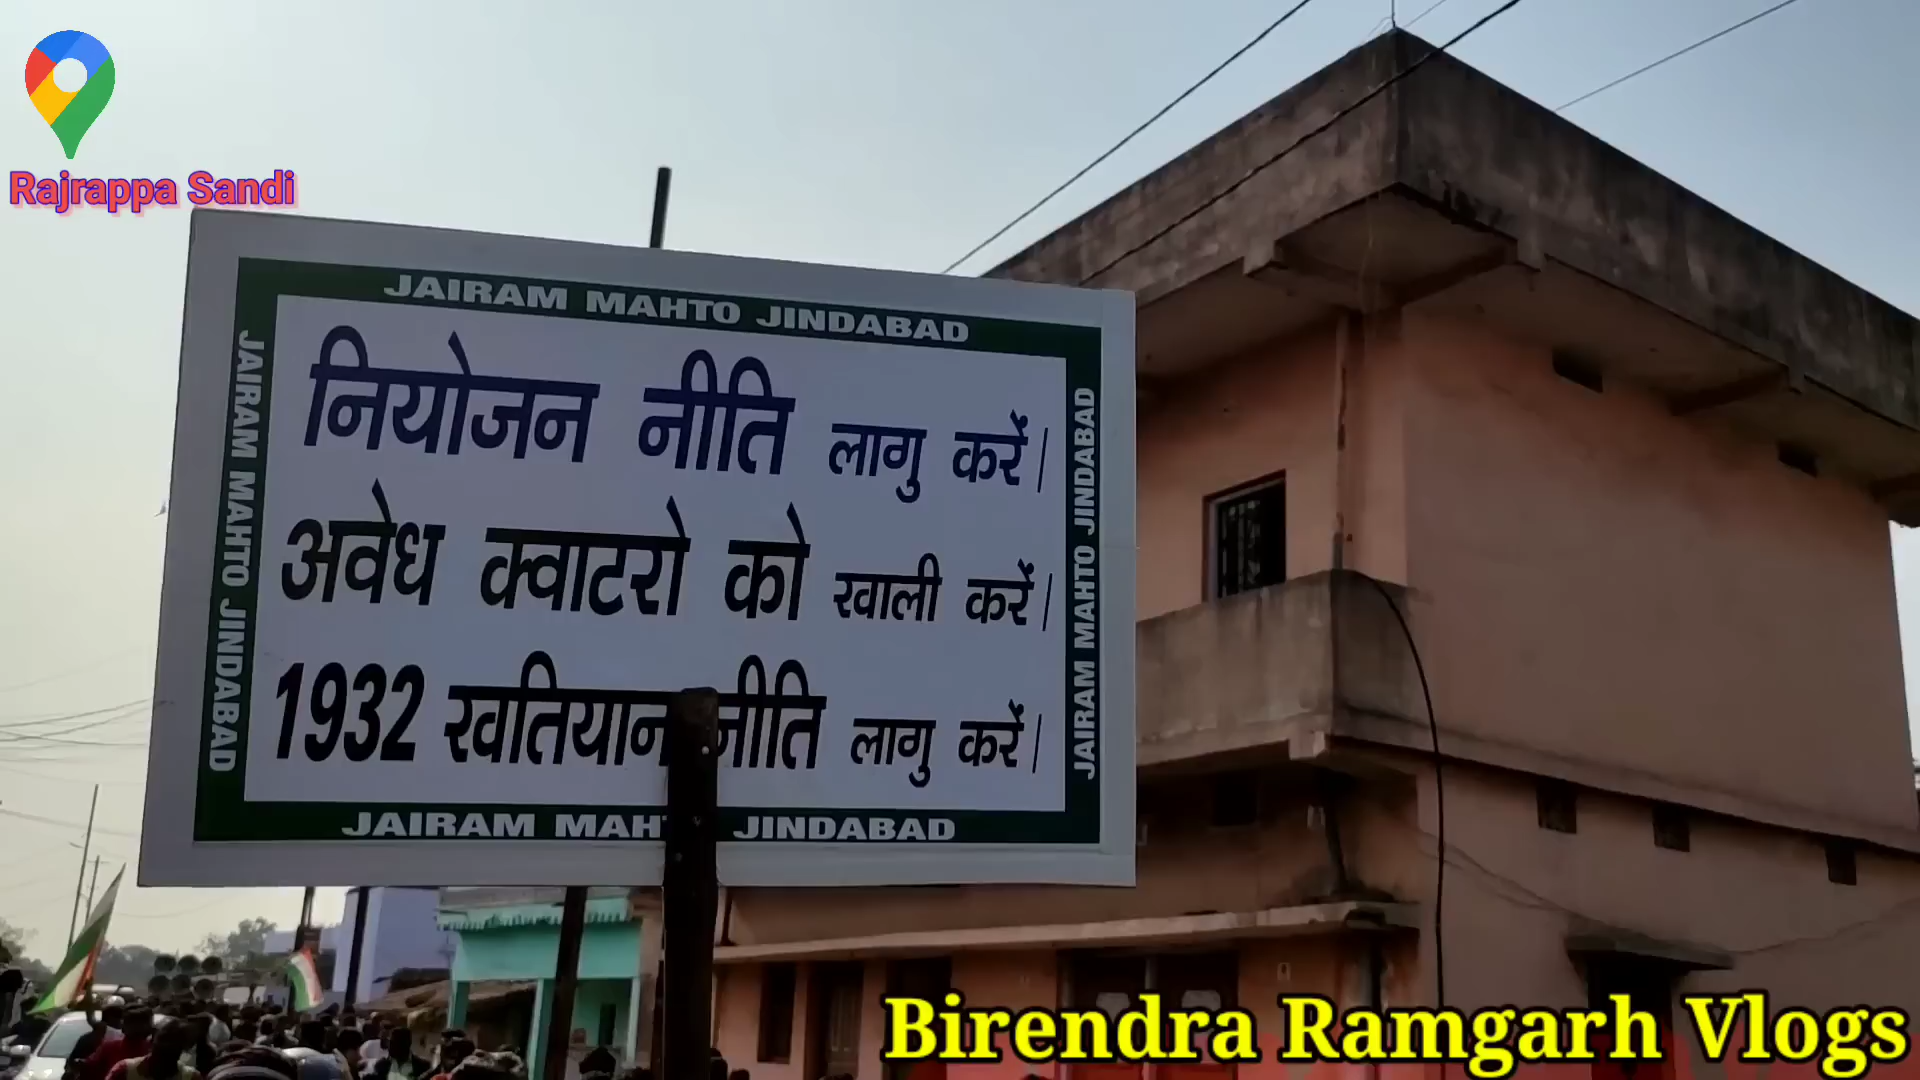 Rajrappa Sandi
JAIRAM MAHTO JINDABAD
JAIRAM MAHTO JINDABAD
नियोजन नीति लागु करें।
अवेध क्वाटरो को खाली करें।
1932 खतियान नीति लागु करें।
JAIRAM MAHTO JINDABAD
JAIRAM MAHT JINDABAD
Birendra Ramgarh Vlogs